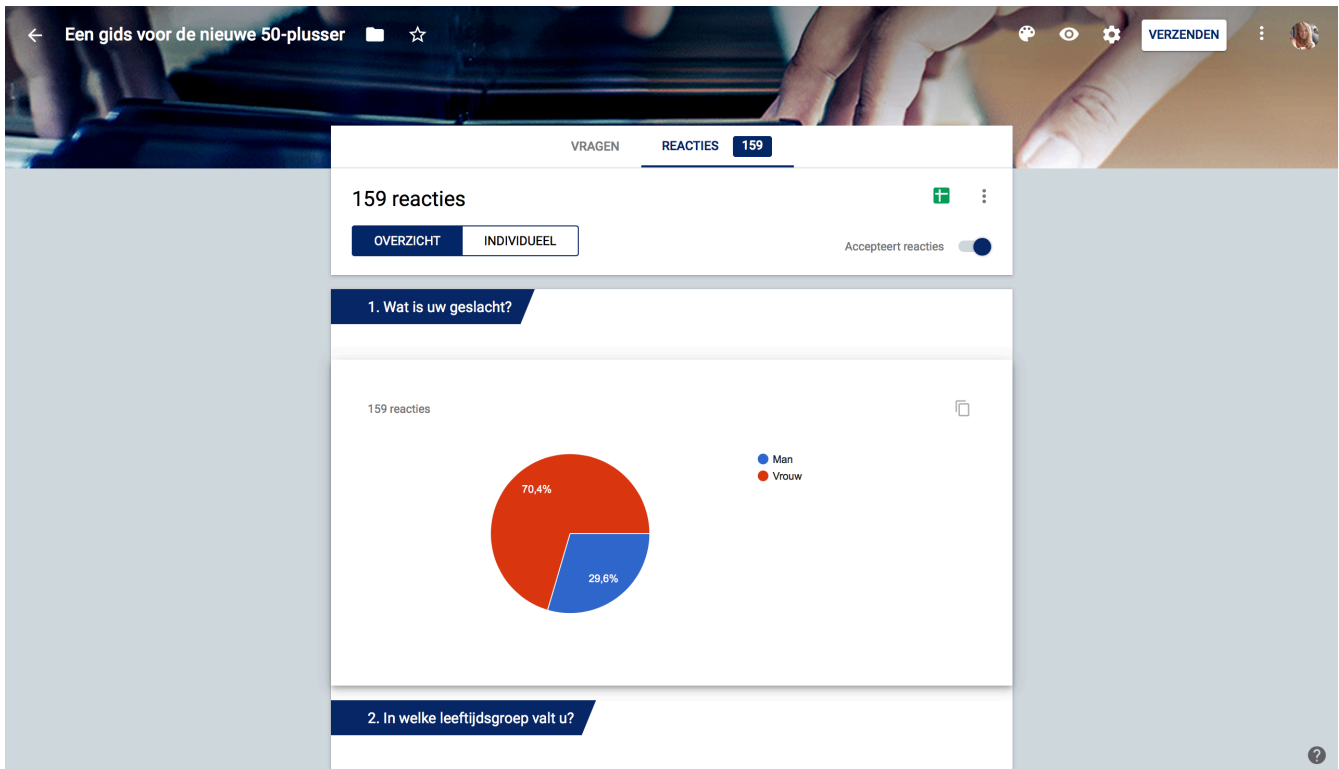 Een gids voor de nieuwe 50-plusser
VERZENDEN
VRAGEN REACTIES 159
159 reacties
OVERZICHT INDIVIDUEEL
Accepteert reacties
1. Wat is uw geslacht?
159 reacties
Man
Vrouw
70,4%
29,6%
2. In welke leeftijdsgroep valt u?